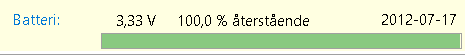 Batteri: 3,33 V 100,0 % återstående 2012-07-17